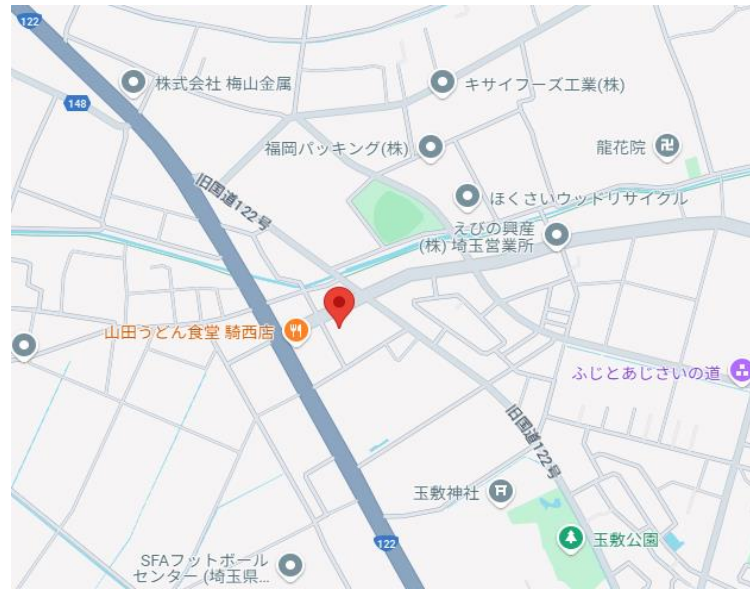 122
株式会社 梅山金属
キサイフーズ工業(株)
148
福岡パッキング(株)
龍花院
旧国道122号
ほくさいウッドリサイクル
えびの興産
(株) 埼玉営業所
山田うどん食堂 騎西店
ふじとあじさいの道
旧国道122号
玉敷神社
122
玉敷公園
SFAフットボール
センター (埼玉県...